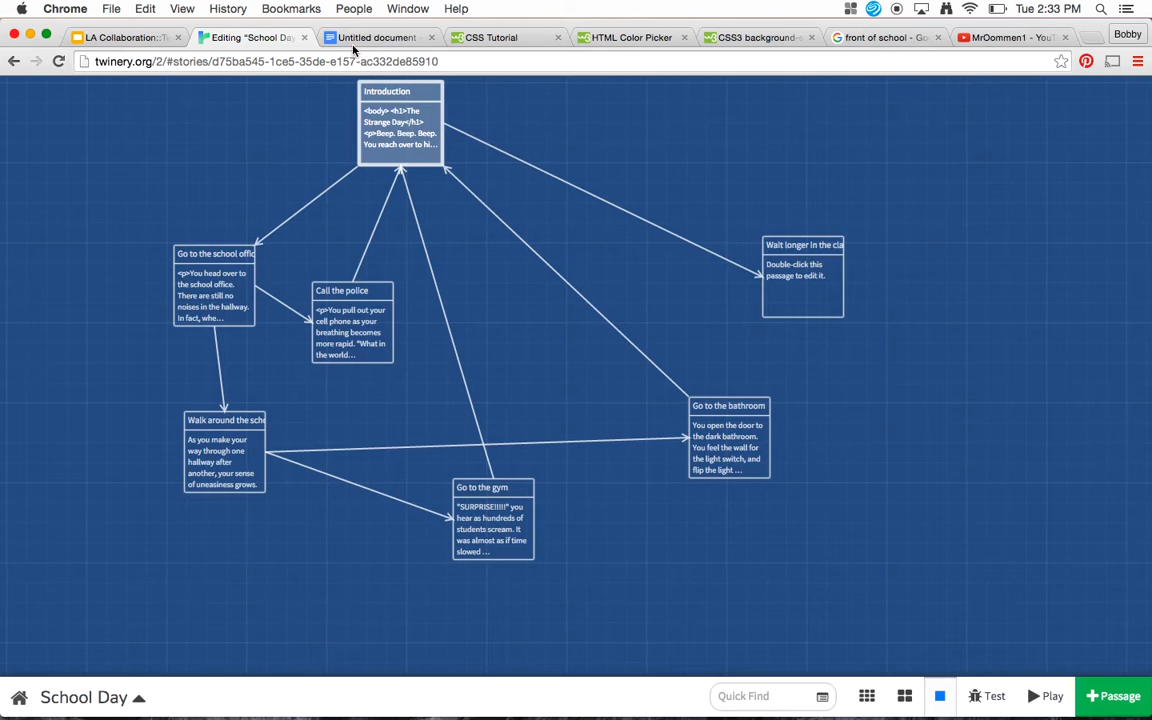 Chrome File Edit View History Bookmarks People Window Help Tue 2:33 PM
LA Collaboration:: Editing "School Day Untitled document CSS Tutorial HTML Color Picker CSS3 background-s front of school - Go MrOommen1 - YouT Bobby
twinery.org/2/#stories/d75ba545-1ce5-35de-e157-ac332de85910
Introduction
<body> <h1>The
Strange Day</h1>
<p>Beep. Beep. Beep.
You reach over to hi...
Go to the school offic
<p>You head over to
the school office.
There are still no
noises in the hallway.
In fact, whe...
Call the police
<p>You pull out your
cell phone as your
breathing becomes
more rapid. "What in
the world...
Wait longer in the cla
Double-click this
passage to edit it.
Walk around the scho
As you make your
way through one
hallway after
another, your sense
of uneasiness grows.
Go to the bathroom
You open the door to
the dark bathroom.
You feel the wall for
the light switch, and
flip the light ...
Go to the gym
"SURPRISE!!!!!" you
hear as hundreds of
students scream. It
was almost as if time
slowed ...
School Day Quick Find Test Play +Passage